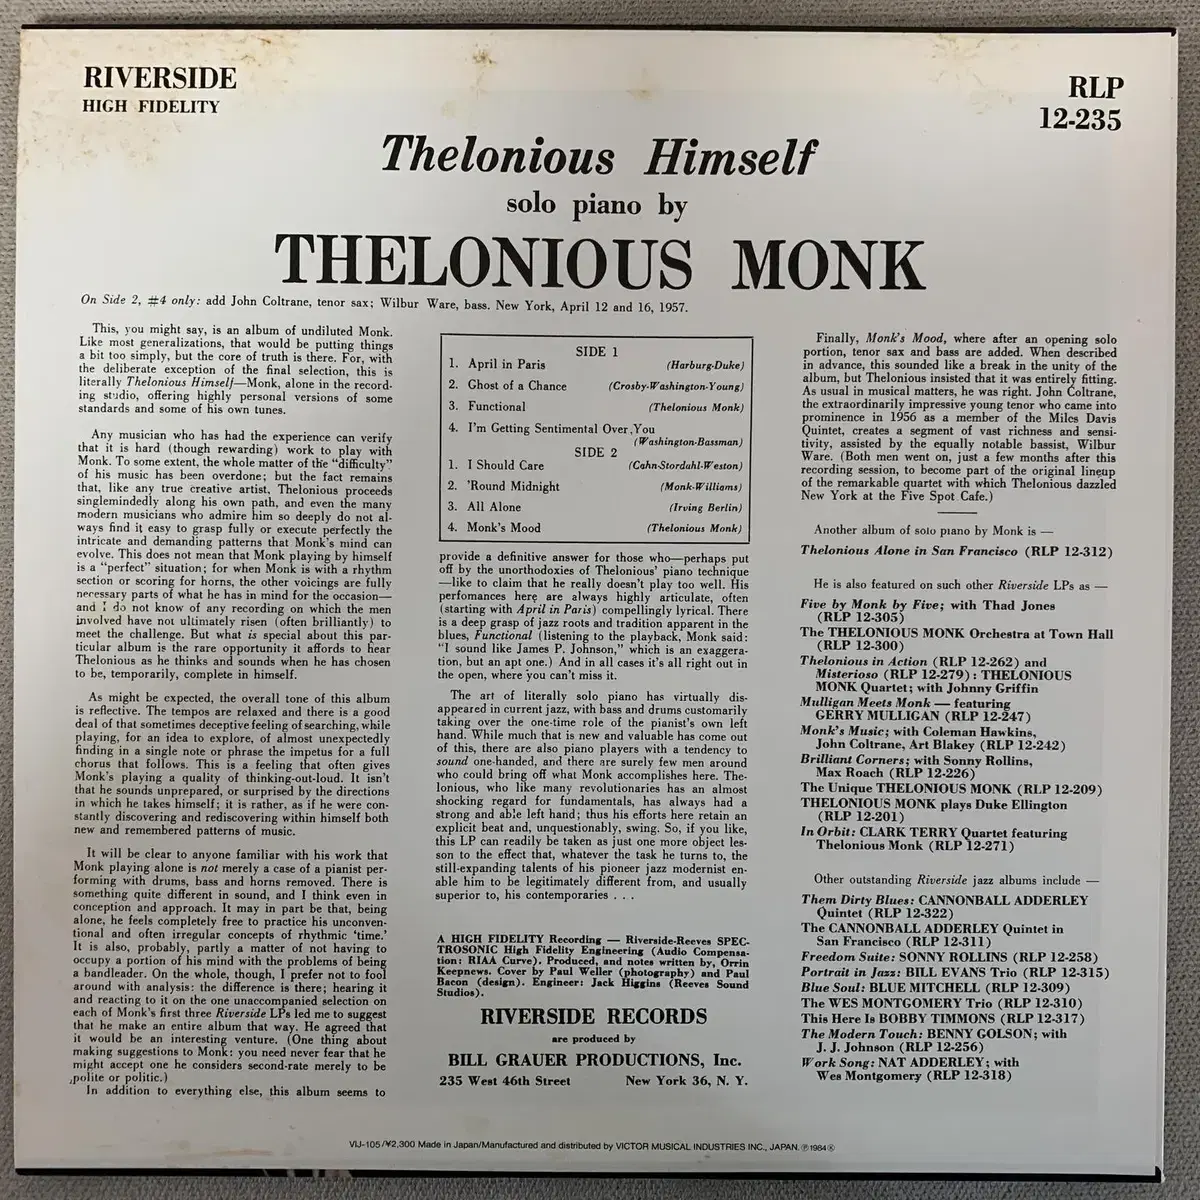 RIVERSIDE
HIGH FIDELITY
RLP
12-235
Thelonious Himself
solo piano by
THELONIOUS MONK
On Side 2, #4 only: add John Coltrane, tenor sax; Wilbur Ware, bass. New York, April 12 and 16, 1957.
This, you might say, is an album of undiluted Monk.
Like most generalizations, that would be putting things
a bit too simply, but the core of truth is there. For, with
the deliberate exception of the final selection, this is
literally Thelonious Himself—Monk, alone in the record-
ing studio, offering highly personal versions of some
standards and some of his own tunes.
Any musician who has had the experience can verify
that it is hard (though rewarding) work to play with
Monk. To some extent, the whole matter of the "difficulty"
of his music has been overdone; but the fact remains
that, like any true creative artist, Thelonious proceeds
singlemindedly along his own path, and even the many
modern musicians who admire him so deeply do not al-
ways find it easy to grasp fully or execute perfectly the
intricate and demanding patterns that Monk's mind can
evolve. This does not mean that Monk playing by himself
is a "perfect" situation; for when Monk is with a rhythm
section or scoring for horns, the other voicings are fully
necessary parts of what he has in mind for the occasion—
and I do not know of any recording on which the men
involved have not ultimately risen (often brilliantly) to
meet the challenge. But what is special about this par-
ticular album is the rare opportunity it affords to hear
Thelonious as he thinks and sounds when he has chosen
to be, temporarily, complete in himself.
As might be expected, the overall tone of this album
is reflective. The tempos are relaxed and there is a good
deal of that sometimes deceptive feeling of searching, while
playing, for an idea to explore, of almost unexpectedly
finding in a single note or phrase the impetus for a full
chorus that follows. This is a feeling that often gives
Monk's playing a quality of thinking-out-loud. It isn't
that he sounds unprepared, or surprised by the directions
in which he takes himself; it is rather, as if he were con-
stantly discovering and rediscovering within himself both
new and remembered patterns of music.
It will be clear to anyone familiar with his work that
Monk playing alone is not merely a case of a pianist per-
forming with drums, bass and horns removed. There is
something quite different in sound, and I think even in
conception and approach. It may in part be that, being
alone, he feels completely free to practice his unconven-
tional and often irregular concepts of rhythmic 'time.'
It is also, probably, partly a matter of not having to
occupy a portion of his mind with the problems of being
a bandleader. On the whole, though, I prefer not to fool
around with analysis: the difference is there; hearing it
and reacting to it on the one unaccompanied selection on
each of Monk's first three Riverside LPs led me to suggest
that he make an entire album that way. He agreed that
it would be an interesting venture. (One thing about
making suggestions to Monk: you need never fear that he
might accept one he considers second-rate merely to be
polite or politic.)
In addition to everything else, this album seems to
SIDE 1
1. April in Paris (Harburg-Duke)
2. Ghost of a Chance (Crosby-Washington-Young)
3. Functional (Thelonious Monk)
4. I'm Getting Sentimental Over You
(Washington-Bassman)
SIDE 2
1. I Should Care (Cahn-Stordahl-Weston)
2. 'Round Midnight (Monk-Williams)
3. All Alone (Irving Berlin)
4. Monk's Mood (Thelonious Monk)
provide a definitive answer for those who—perhaps put
off by the unorthodoxies of Thelonious' piano technique
—like to claim that he really doesn't play too well. His
perfomances here are always highly articulate, often
(starting with April in Paris) compellingly lyrical. There
is a deep grasp of jazz roots and tradition apparent in the
blues, Functional (listening to the playback, Monk said:
"I sound like James P. Johnson," which is an exaggera-
tion, but an apt one.) And in all cases it's all right out in
the open, where you can't miss it.
The art of literally solo piano has virtually dis-
appeared in current jazz, with bass and drums customarily
taking over the one-time role of the pianist's own left
hand. While much that is new and valuable has come out
of this, there are also piano players with a tendency to
sound one-handed, and there are surely few men around
who could bring off what Monk accomplishes here. The-
lonious, who like many revolutionaries has an almost
shocking regard for fundamentals, has always had a
strong and able left hand; thus his efforts here retain an
explicit beat and, unquestionably, swing. So, if you like,
this LP can readily be taken as just one more object les-
son to the effect that, whatever the task he turns to, the
still-expanding talents of his pioneer jazz modernist en-
able him to be legitimately different from, and usually
superior to, his contemporaries . . .
A HIGH FIDELITY Recording — Riverside-Reeves SPEC-
TROSONIC High Fidelity Engineering (Audio Compensa-
tion: RIAA Curve). Produced, and notes written by, Orrin
Keepnews. Cover by Paul Weller (photography) and Paul
Bacon (design). Engineer: Jack Higgins (Reeves Sound
Studios).
RIVERSIDE RECORDS
are produced by
BILL GRAUER PRODUCTIONS, Inc.
235 West 46th Street New York 36, N. Y.
Finally, Monk's Mood, where after an opening solo
portion, tenor sax and bass are added. When described
in advance, this sounded like a break in the unity of the
album, but Thelonious insisted that it was entirely fitting.
As usual in musical matters, he was right. John Coltrane,
the extraordinarily impressive young tenor who came into
prominence in 1956 as a member of the Miles Davis
Quintet, creates a segment of vast richness and sensi-
tivity, assisted by the equally notable bassist, Wilbur
Ware. (Both men went on, just a few months after this
recording session, to become part of the original lineup
of the remarkable quartet with which Thelonious dazzled
New York at the Five Spot Cafe.)
Another album of solo piano by Monk is —
Thelonious Alone in San Francisco (RLP 12-312)
He is also featured on such other Riverside LPs as —
Five by Monk by Five; with Thad Jones
(RLP 12-305)
The THELONIOUS MONK Orchestra at Town Hall
(RLP 12-300)
Thelonious in Action (RLP 12-262) and
Misterioso (RLP 12-279): THELONIOUS
MONK Quartet; with Johnny Griffin
Mulligan Meets Monk — featuring
GERRY MULLIGAN (RLP 12-247)
Monk's Music; with Coleman Hawkins,
John Coltrane, Art Blakey (RLP 12-242)
Brilliant Corners; with Sonny Rollins,
Max Roach (RLP 12-226)
The Unique THELONIOUS MONK (RLP 12-209)
THELONIOUS MONK plays Duke Ellington
(RLP 12-201)
In Orbit: CLARK TERRY Quartet featuring
Thelonious Monk (RLP 12-271)
Other outstanding Riverside jazz albums include —
Them Dirty Blues: CANNONBALL ADDERLEY
Quintet (RLP 12-322)
The CANNONBALL ADDERLEY Quintet in
San Francisco (RLP 12-311)
Freedom Suite: SONNY ROLLINS (RLP 12-258)
Portrait in Jazz: BILL EVANS Trio (RLP 12-315)
Blue Soul: BLUE MITCHELL (RLP 12-309)
The WES MONTGOMERY Trio (RLP 12-310)
This Here Is BOBBY TIMMONS (RLP 12-317)
The Modern Touch: BENNY GOLSON; with
J. J. Johnson (RLP 12-256)
Work Song: NAT ADDERLEY; with
Wes Montgomery (RLP 12-318)
VIJ-105/¥2,300 Made in Japan/Manufactured and distributed by VICTOR MUSICAL INDUSTRIES INC., JAPAN. ℗1984 Ⓚ